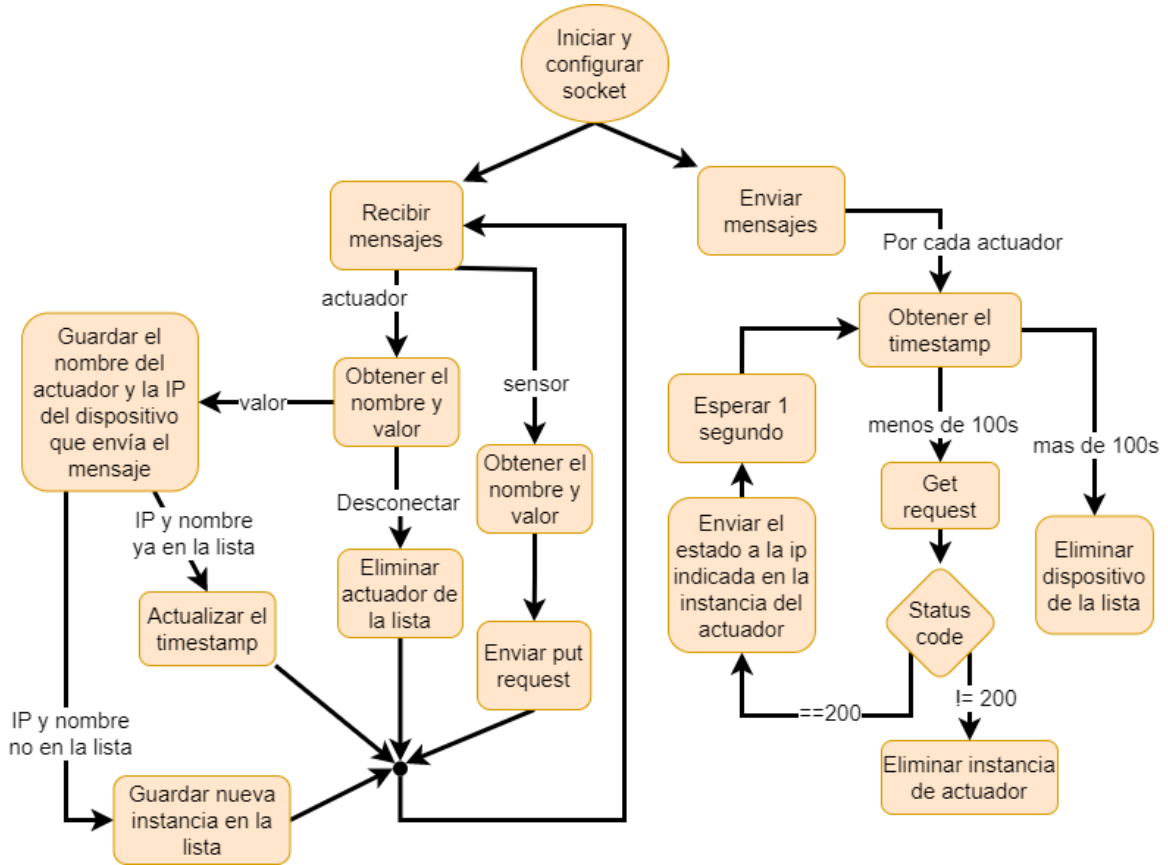 Iniciar y
configurar
socket
Recibir
mensajes
Enviar
mensajes
Por cada actuador
actuador
sensor
Guardar el
nombre del
actuador y la IP
del dispositivo
que envía el
mensaje
valor
Obtener el
nombre y
valor
Obtener el
nombre y
valor
Desconectar
IP y nombre
ya en la lista
Actualizar el
timestamp
Eliminar
actuador de
la lista
Enviar put
request
IP y nombre
no en la lista
Guardar nueva
instancia en la
lista
Obtener el
timestamp
Esperar 1
segundo
menos de 100s
mas de 100s
Get
request
Enviar el
estado a la ip
indicada en la
instancia del
actuador
Eliminar
dispositivo
de la lista
Status
code
==200
!= 200
Eliminar instancia
de actuador